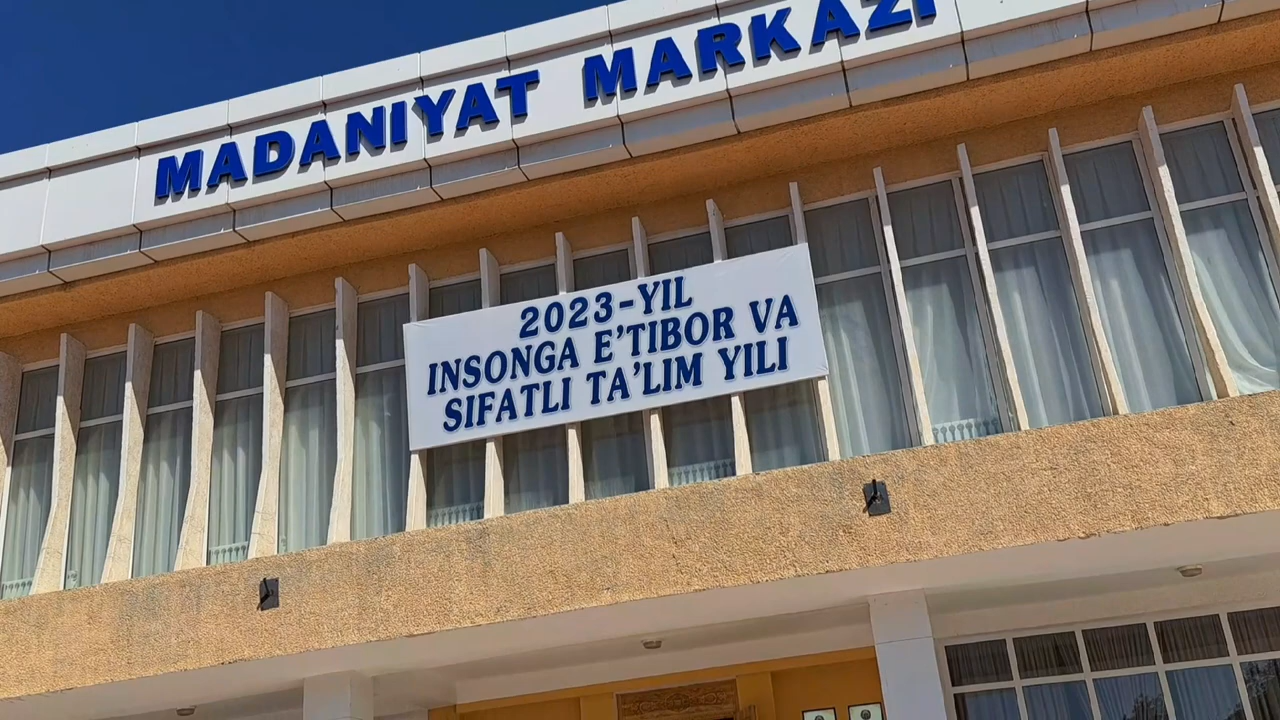 MADANIYAT MARKAZI
2023-YIL
INSONGA E'TIBOR VA
SIFATLI TA'LIM YILI